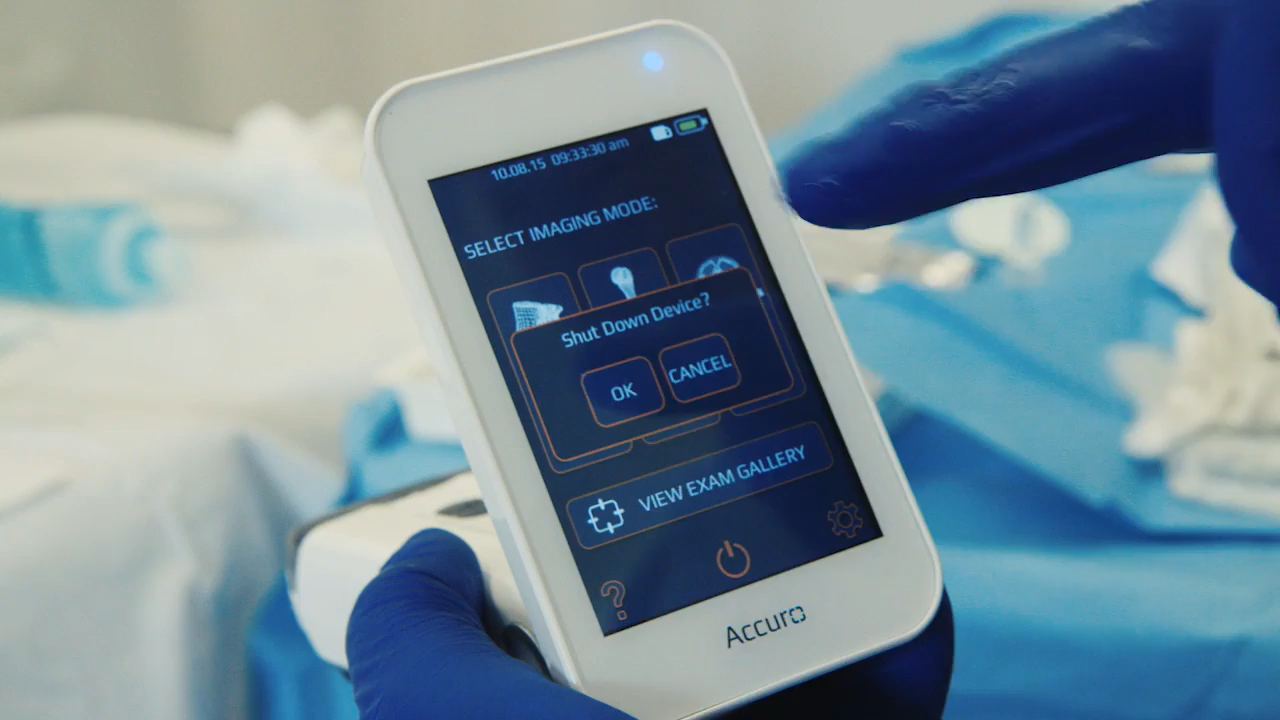 10.08.15 09:33:30 am
SELECT IMAGING MODE:
Shut Down Device?
OK CANCEL
VIEW EXAM GALLERY
?
Accuro